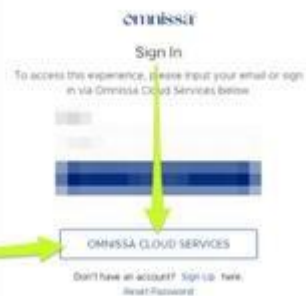 omnissa
Sign In
To access this experience, please input your email or sign
in via Omnissa Cloud Services below
OMNISSA CLOUD SERVICES
Don't have an account? Sign Up here.
Reset Password